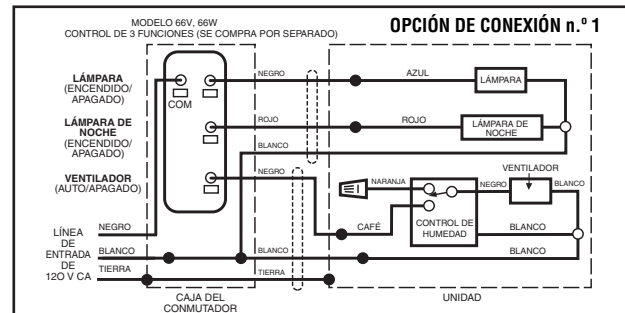 OPCIÓN DE CONEXIÓN n.º 1
MODELO 66V, 66W
CONTROL DE 3 FUNCIONES (SE COMPRA POR SEPARADO)
LÁMPARA
(ENCENDIDO/
APAGADO)
COM
NEGRO
AZUL
LÁMPARA
LÁMPARA
DE NOCHE
(ENCENDIDO/
APAGADO)
ROJO
ROJO
LÁMPARA DE
NOCHE
BLANCO
VENTILADOR
(AUTO/APAGADO)
NEGRO
NARANJA
NEGRO
VENTILADOR
BLANCO
CAFÉ
CONTROL DE
HUMEDAD
BLANCO
LÍNEA
DE
ENTRADA
DE
12O V CA
NEGRO
BLANCO
TIERRA
BLANCO
TIERRA
BLANCO
CAJA DEL
CONMUTADOR
UNIDAD